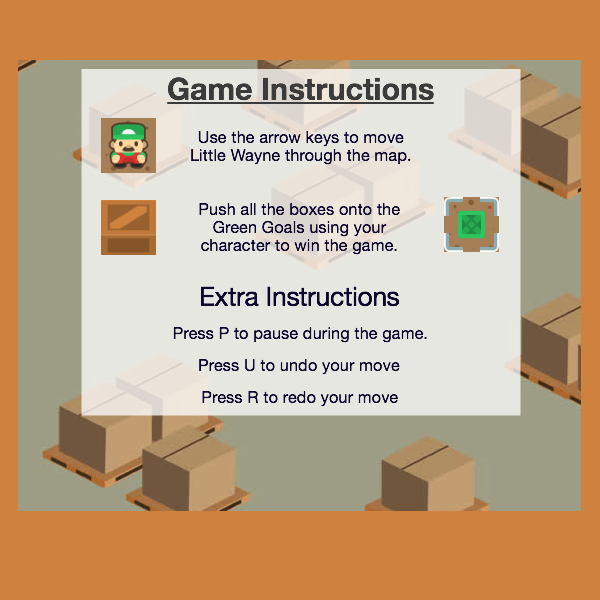 Game Instructions
Use the arrow keys to move
Little Wayne through the map.
Push all the boxes onto the
Green Goals using your
character to win the game.
Extra Instructions
Press P to pause during the game.
Press U to undo your move
Press R to redo your move